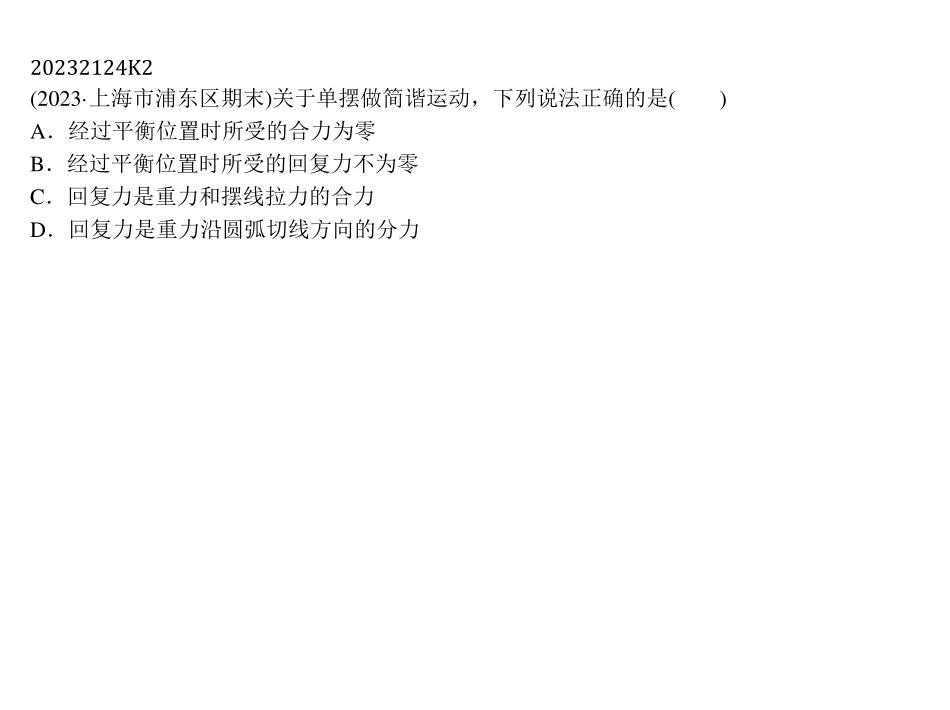 20232124K2
(2023·上海市浦东区期末)关于单摆做简谐运动，下列说法正确的是(　　)
A．经过平衡位置时所受的合力为零
B．经过平衡位置时所受的回复力不为零
C．回复力是重力和摆线拉力的合力
D．回复力是重力沿圆弧切线方向的分力